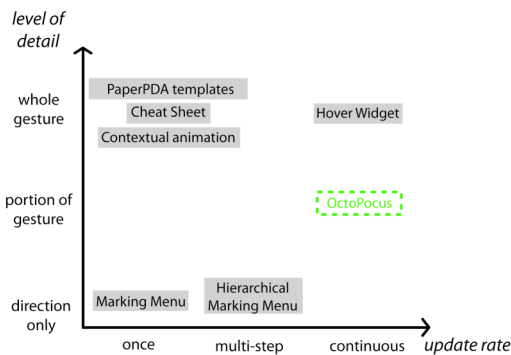 level of
detail
whole
gesture
PaperPDA templates
Cheat Sheet
Contextual animation
Hover Widget
portion of
gesture
OctoPocus
direction
only
Marking Menu
Hierarchical
Marking Menu
once
multi-step
continuous
update rate